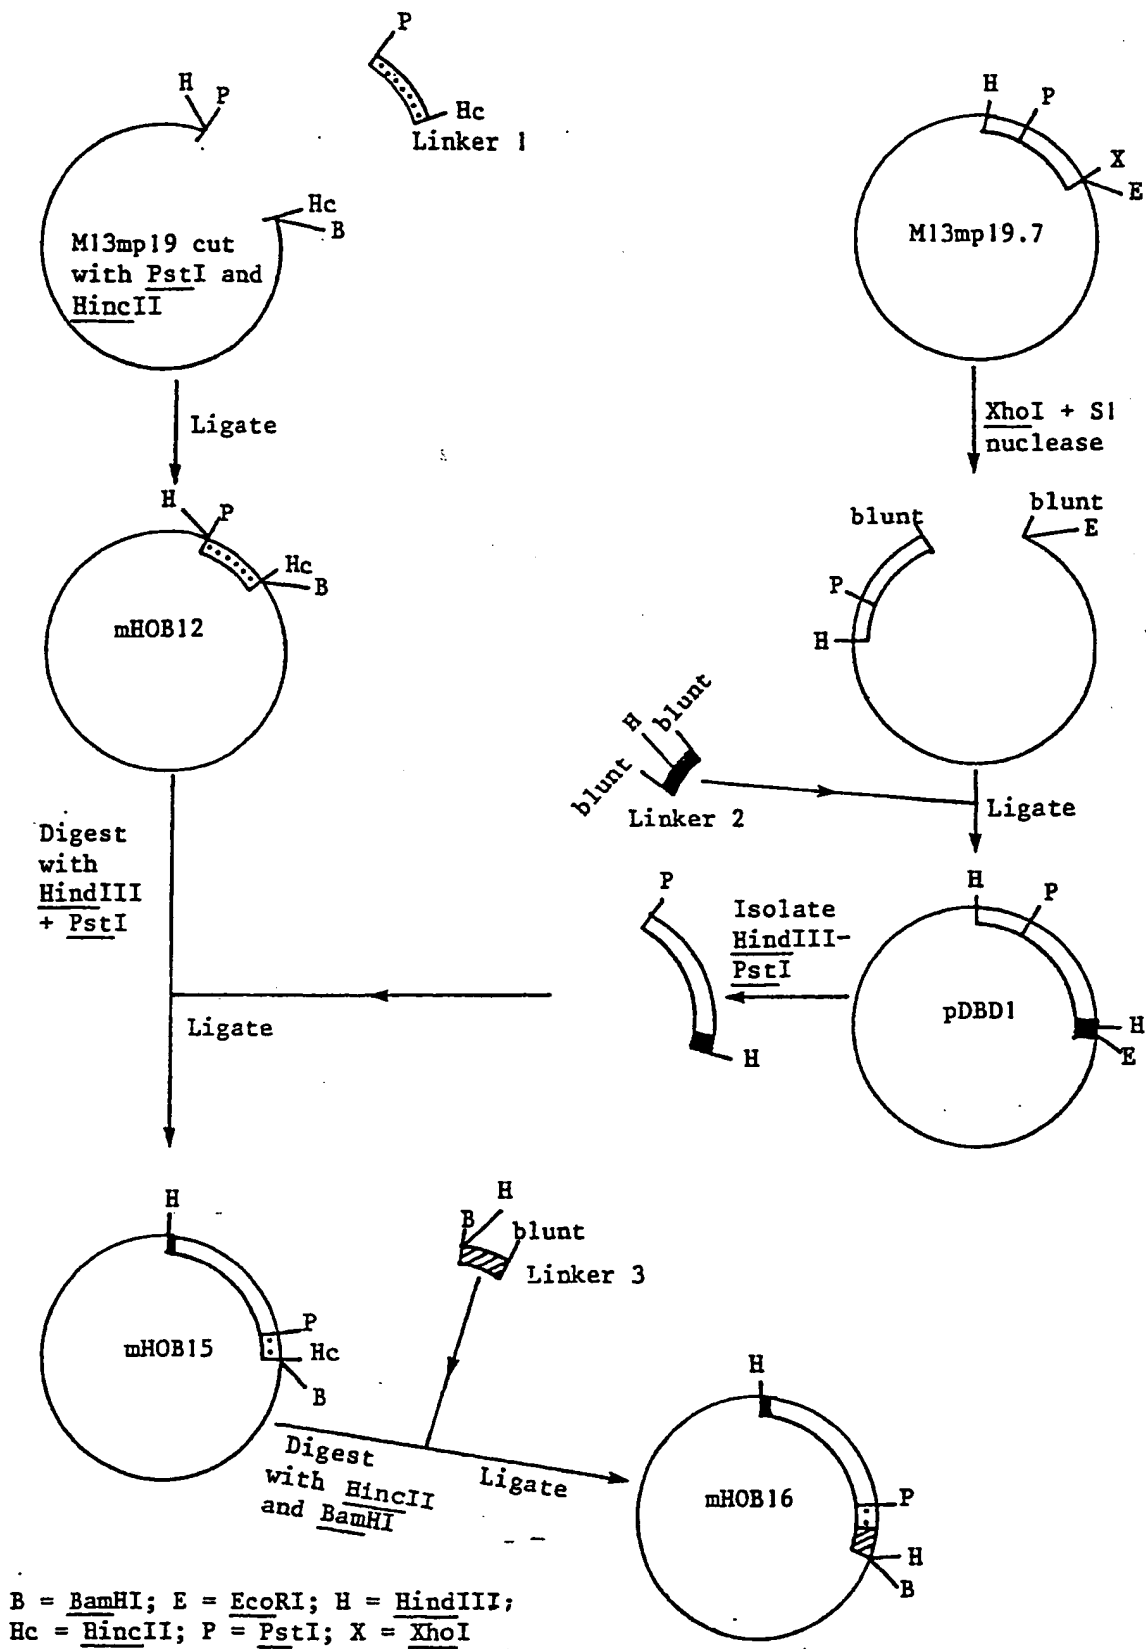 P
H
P
Hc
Linker 1
Hc
B
M13mp19 cut
with PstI and
HincII
Ligate
H
P
X
E
M13mp19.7
XhoI + S1
nuclease
H
P
Hc
B
mHOB12
blunt
blunt
E
P
H
H
blunt
blunt
Linker 2
Ligate
Digest
with
HindIII
+ PstI
P
Isolate
HindIII-
PstI
H
H
P
pDBD1
H
E
Ligate
H
mHOB15
P
Hc
B
B
H
blunt
Linker 3
Digest
with HincII
and BamHI
Ligate
H
mHOB16
P
H
B
B = BamHI; E = EcoRI; H = HindIII;
Hc = HincII; P = PstI; X = XhoI